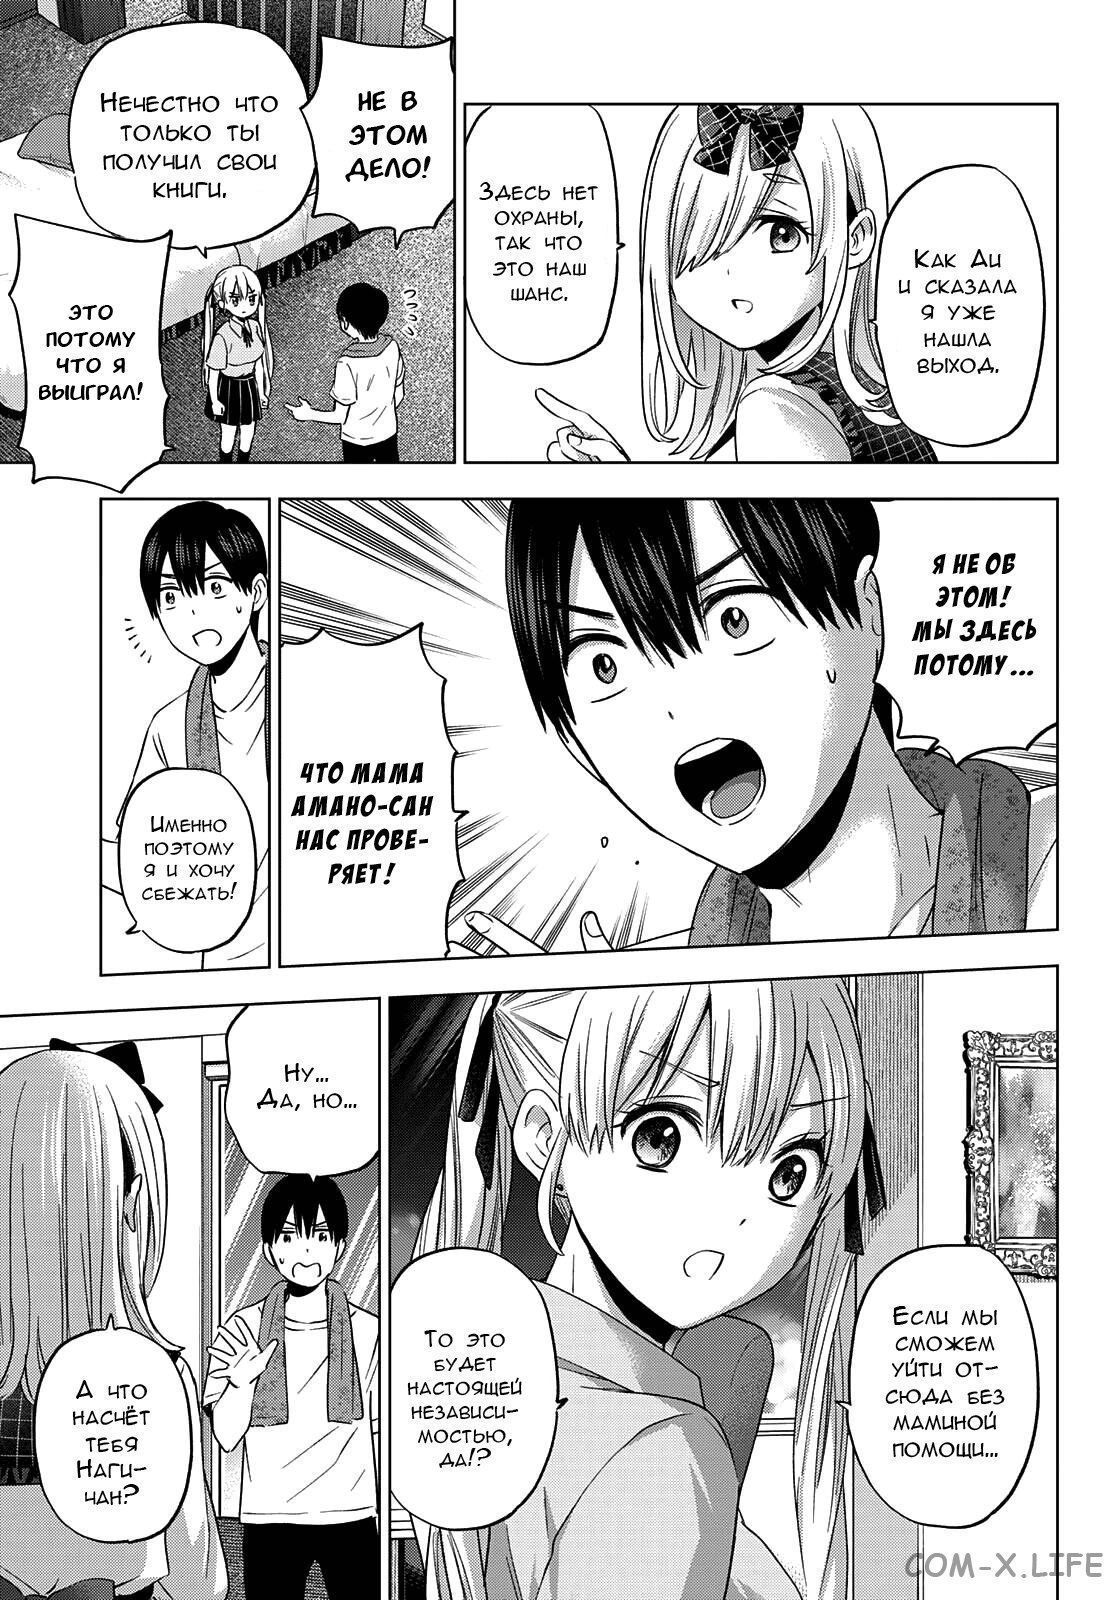 Как Аи
и сказала
я уже
нашла
выход.
Здесь нет
охраны,
так что
это наш
шанс.
НЕ В
ЭТОМ
ДЕЛО!
Нечестно что
только ты
получил свои
книги.
ЭТО
ПОТОМУ
ЧТО Я
ВЫИГРАЛ!
Я НЕ ОБ
ЭТОМ!
МЫ ЗДЕСЬ
ПОТОМУ...
ЧТО МАМА
АМАНО-САН
НАС ПРОВЕ-
РЯЕТ!
Именно
поэтому
я и хочу
сбежать!
Если мы
сможем
уйти от-
сюда без
маминой
помощи...
То это
будет
настоящей
независи-
мостью,
да!?
Ну...
Да, но...
А что
насчёт
тебя
Наги-
чан?
COM-X.LIFE